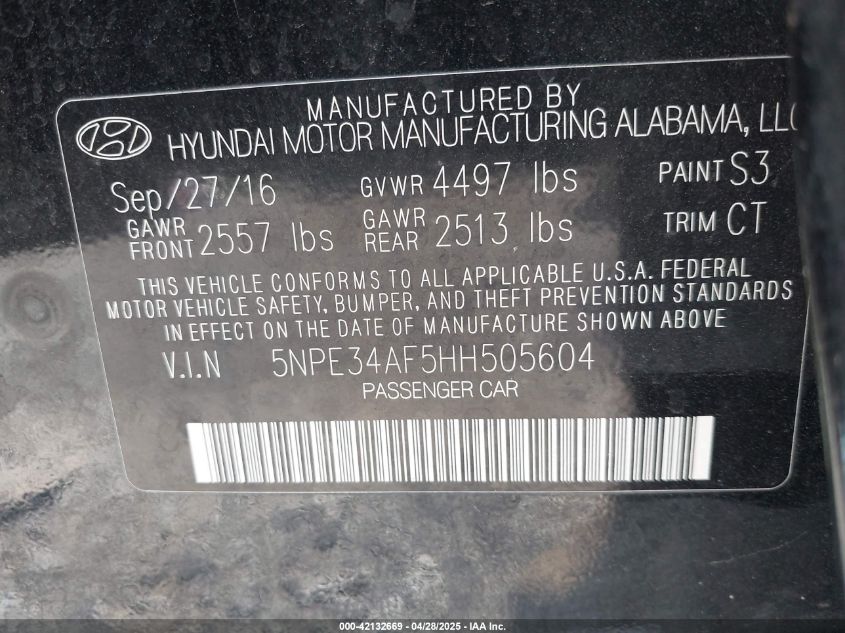 MANUFACTURED BY
HYUNDAI MOTOR MANUFACTURING ALABAMA, LLC
Sep/27/16 GVWR 4497 lbs PAINT S3
GAWR FRONT 2557 lbs GAWR REAR 2513 lbs TRIM CT
THIS VEHICLE CONFORMS TO ALL APPLICABLE U.S.A. FEDERAL
MOTOR VEHICLE SAFETY, BUMPER, AND THEFT PREVENTION STANDARDS
IN EFFECT ON THE DATE OF MANUFACTURE SHOWN ABOVE
V.I.N 5NPE34AF5HH505604
PASSENGER CAR
000-42132669 - 04/28/2025 - IAA Inc.